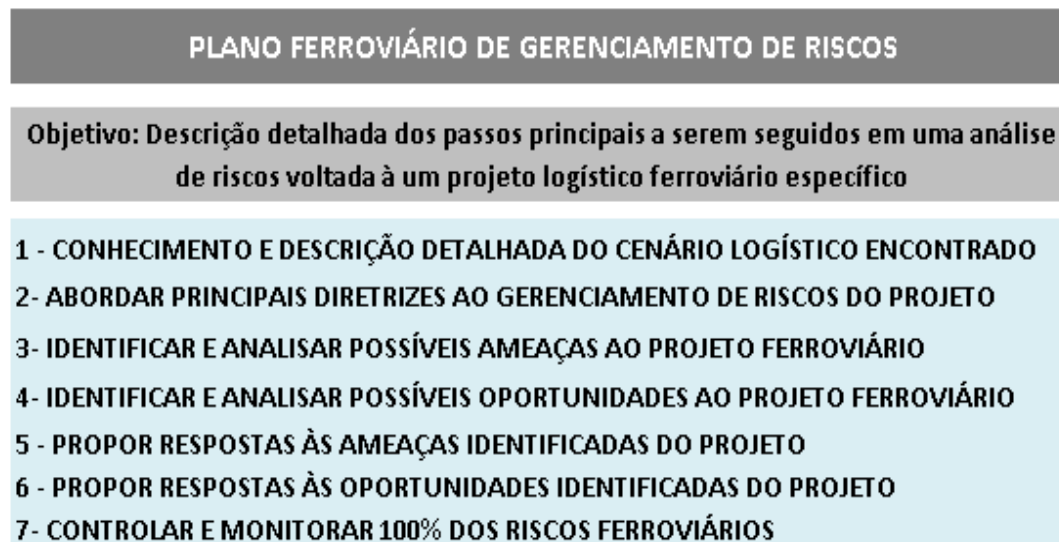 PLANO FERROVIÁRIO DE GERENCIAMENTO DE RISCOS
Objetivo: Descrição detalhada dos passos principais a serem seguidos em uma análise
de riscos voltada à um projeto logístico ferroviário específico
1 - CONHECIMENTO E DESCRIÇÃO DETALHADA DO CENÁRIO LOGÍSTICO ENCONTRADO
2- ABORDAR PRINCIPAIS DIRETRIZES AO GERENCIAMENTO DE RISCOS DO PROJETO
3- IDENTIFICAR E ANALISAR POSSÍVEIS AMEAÇAS AO PROJETO FERROVIÁRIO
4- IDENTIFICAR E ANALISAR POSSÍVEIS OPORTUNIDADES AO PROJETO FERROVIÁRIO
5 - PROPOR RESPOSTAS ÀS AMEAÇAS IDENTIFICADAS DO PROJETO
6 - PROPOR RESPOSTAS ÀS OPORTUNIDADES IDENTIFICADAS DO PROJETO
7- CONTROLAR E MONITORAR 100% DOS RISCOS FERROVIÁRIOS